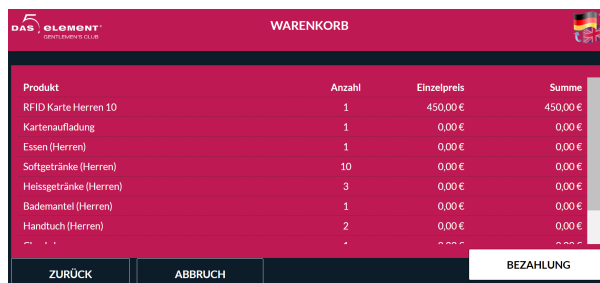 5
DAS ELEMENT
GENTLEMEN'S CLUB
WARENKORB
Produkt Anzahl Einzelpreis Summe
RFID Karte Herren 10 1 450,00 € 450,00 €
Kartenaufladung 1 0,00 € 0,00 €
Essen (Herren) 1 0,00 € 0,00 €
Softgetränke (Herren) 10 0,00 € 0,00 €
Heissgetränke (Herren) 3 0,00 € 0,00 €
Bademantel (Herren) 1 0,00 € 0,00 €
Handtuch (Herren) 2 0,00 € 0,00 €
ZURÜCK ABBRUCH BEZAHLUNG